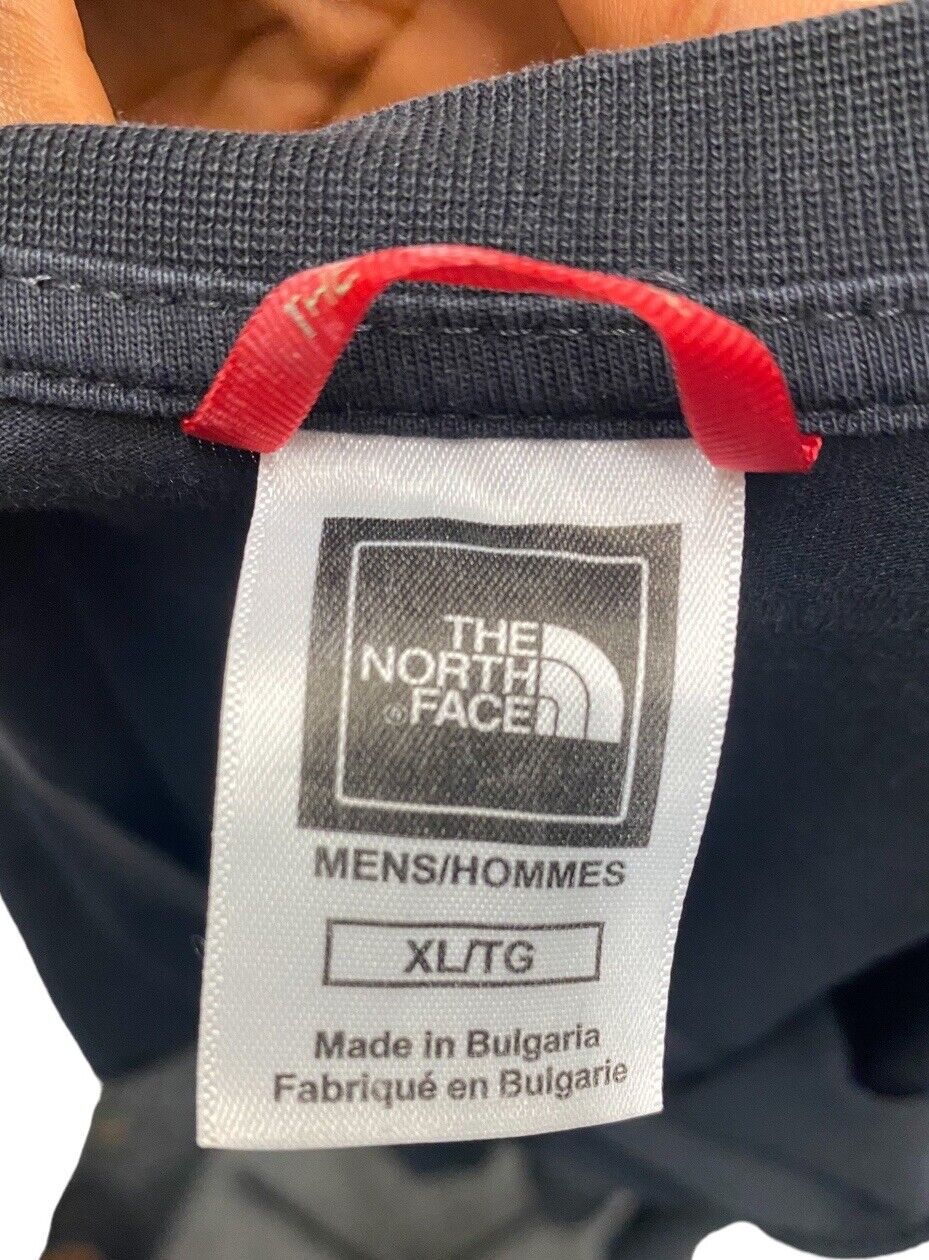 THE
NORTH
®FACE
MENS/HOMMES
XL/TG
Made in Bulgaria
Fabriqué en Bulgarie